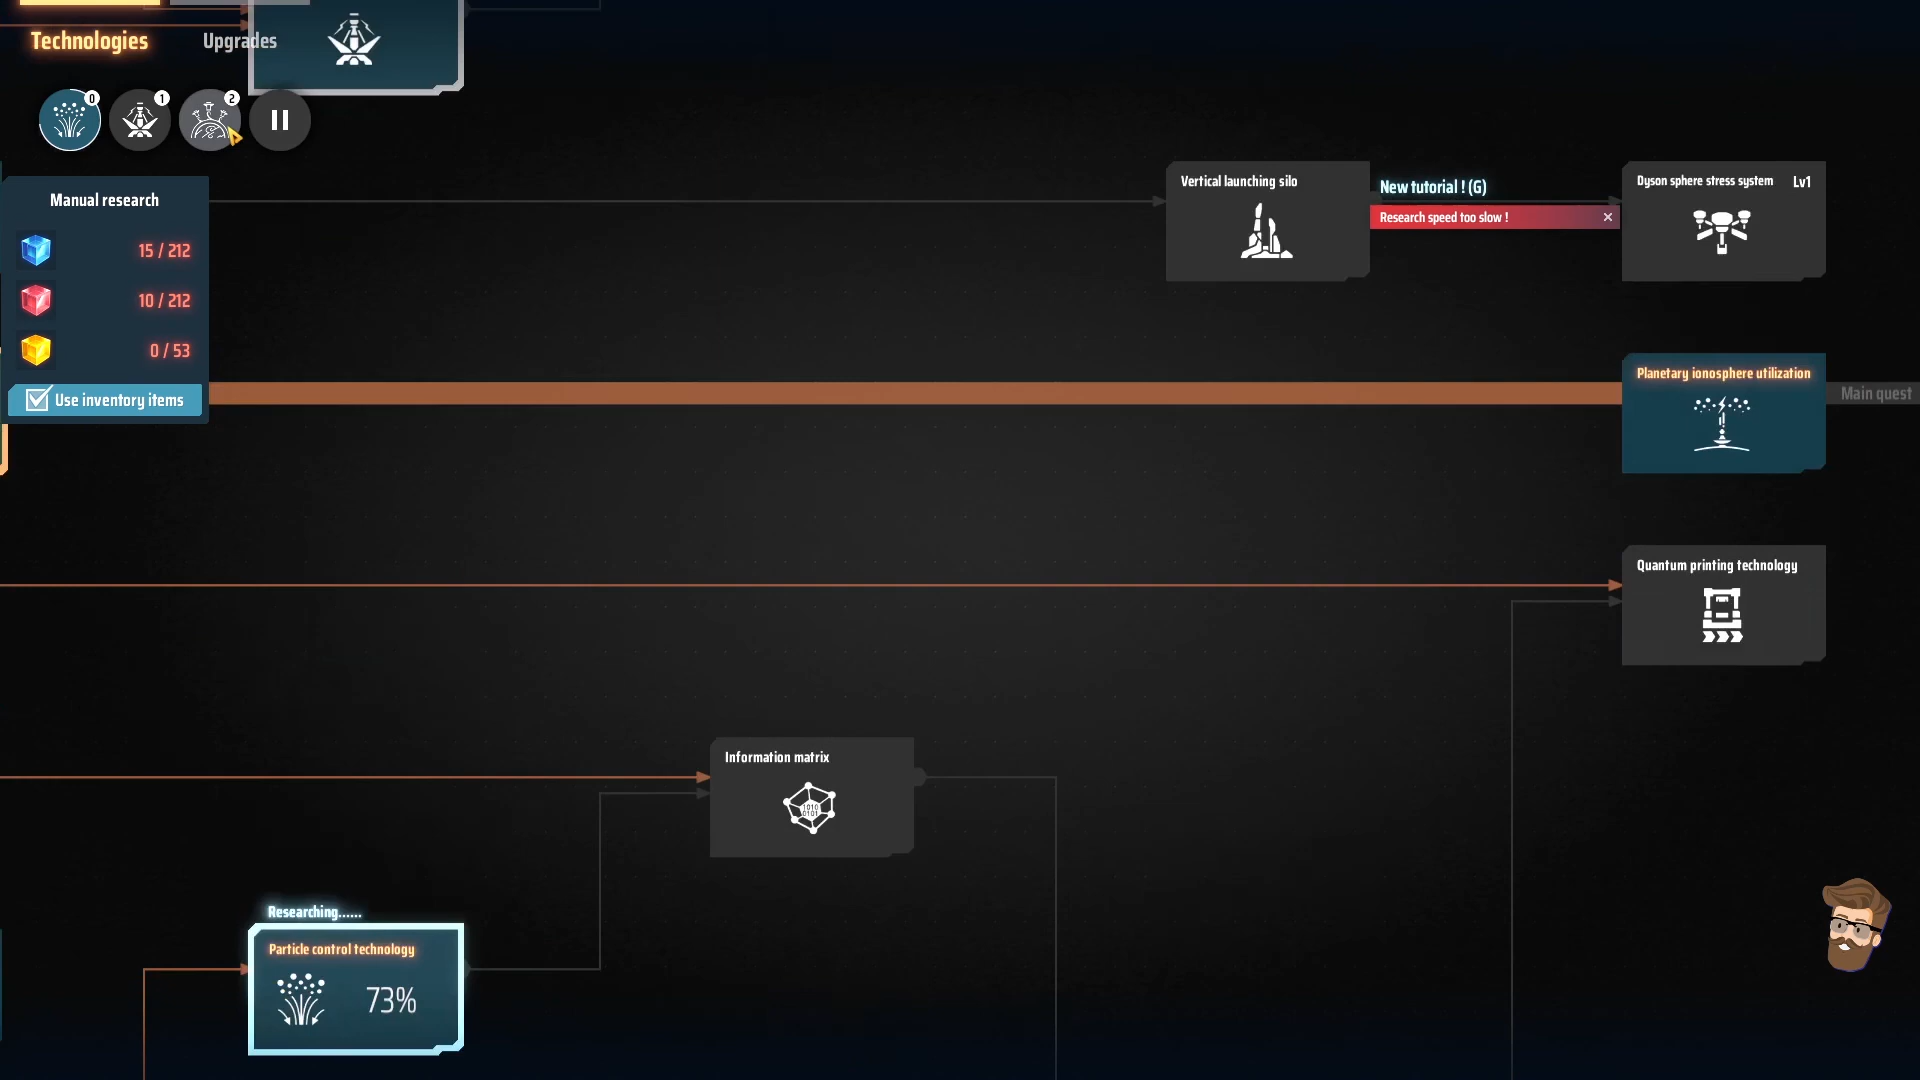 Technologies
Upgrades
0
1
2
Manual research
15 / 212
10 / 212
0 / 53
Use inventory items
Vertical launching silo
New tutorial ! (G)
Research speed too slow !
Dyson sphere stress system Lv1
Planetary ionosphere utilization
Main quest
Quantum printing technology
Information matrix
1010
0101
Researching......
Particle control technology
73%